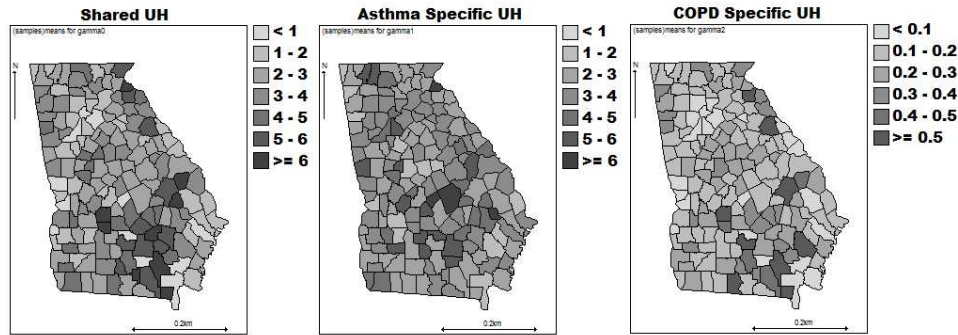 Shared UH
(samples)means for gamma0
N
0.2km
< 1
1 - 2
2 - 3
3 - 4
4 - 5
5 - 6
>= 6
Asthma Specific UH
(samples)means for gamma1
N
0.2km
< 1
1 - 2
2 - 3
3 - 4
4 - 5
5 - 6
>= 6
COPD Specific UH
(samples)means for gamma2
N
0.2km
< 0.1
0.1 - 0.2
0.2 - 0.3
0.3 - 0.4
0.4 - 0.5
>= 0.5